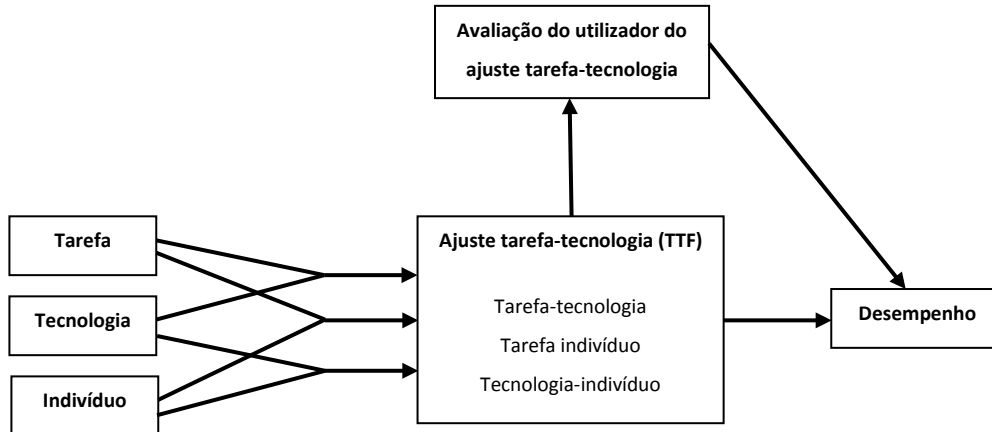 Avaliação do utilizador do
ajuste tarefa-tecnologia
Tarefa
Tecnologia
Indivíduo
Ajuste tarefa-tecnologia (TTF)
Tarefa-tecnologia
Tarefa indivíduo
Tecnologia-indivíduo
Desempenho